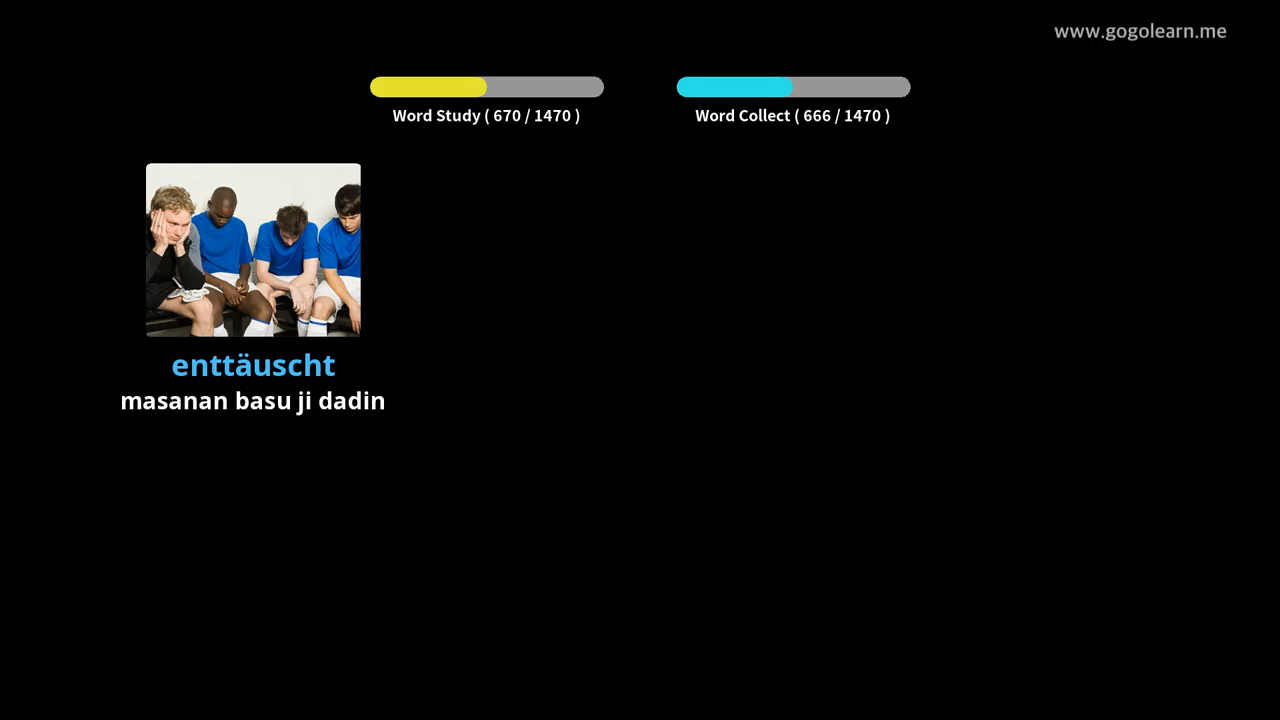 www.gogolearn.me
Word Study ( 670 / 1470 )
Word Collect ( 666 / 1470 )
enttäuscht
masanan basu ji dadin